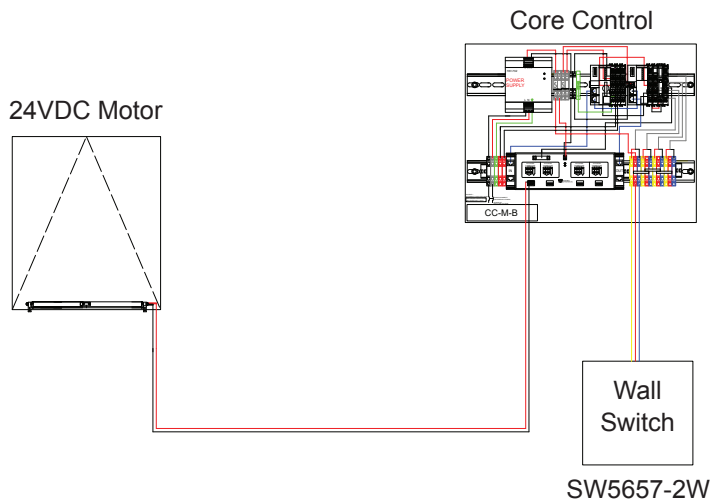 Core Control
POWER
SUPPLY
24VDC Motor
CC-M-B
Wall
Switch
SW5657-2W